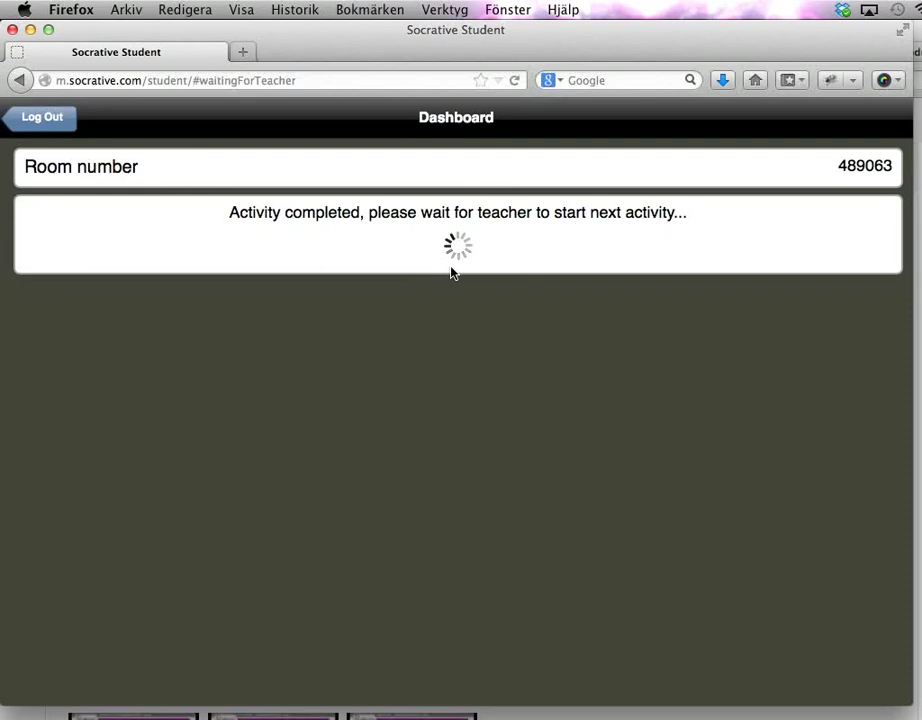 Firefox Arkiv Redigera Visa Historik Bokmärken Verktyg Fönster Hjälp
Socrative Student
Socrative Student
m.socrative.com/student/#waitingForTeacher
Google
Log Out
Dashboard
Room number 489063
Activity completed, please wait for teacher to start next activity...